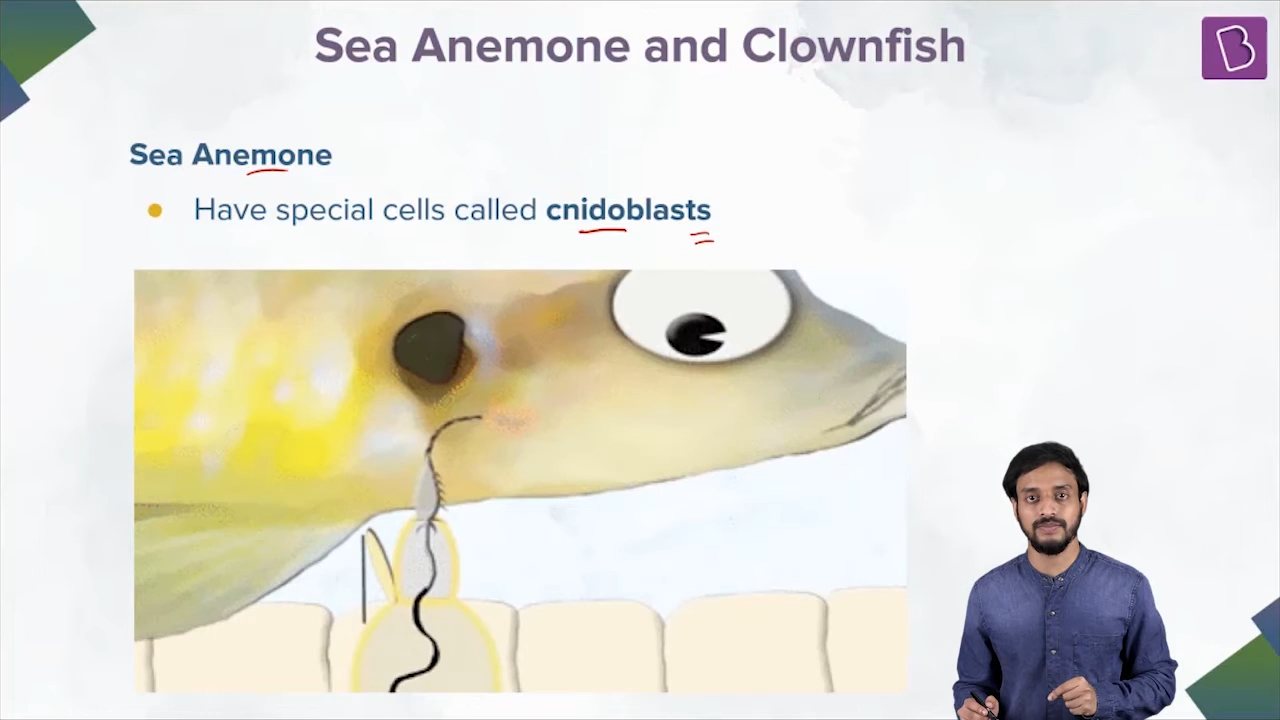 Sea Anemone and Clownfish
Sea Anemone
Have special cells called cnidoblasts